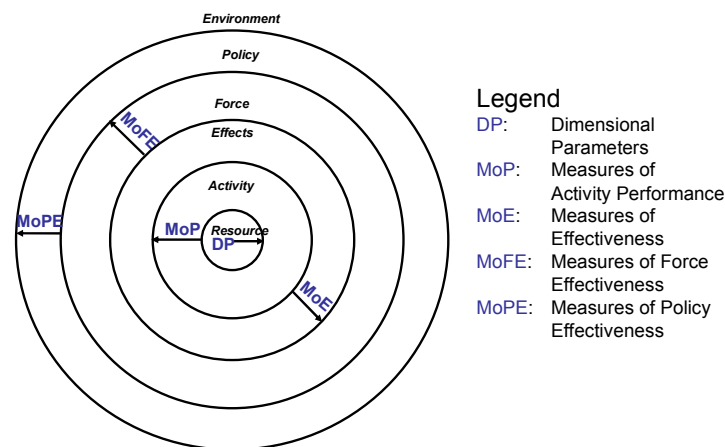 Environment
Policy
Force
MoFE
Effects
Activity
MoPE
MoP
Resource
DP
MoE
Legend
DP: Dimensional
Parameters
MoP: Measures of
Activity Performance
MoE: Measures of
Effectiveness
MoFE: Measures of Force
Effectiveness
MoPE: Measures of Policy
Effectiveness